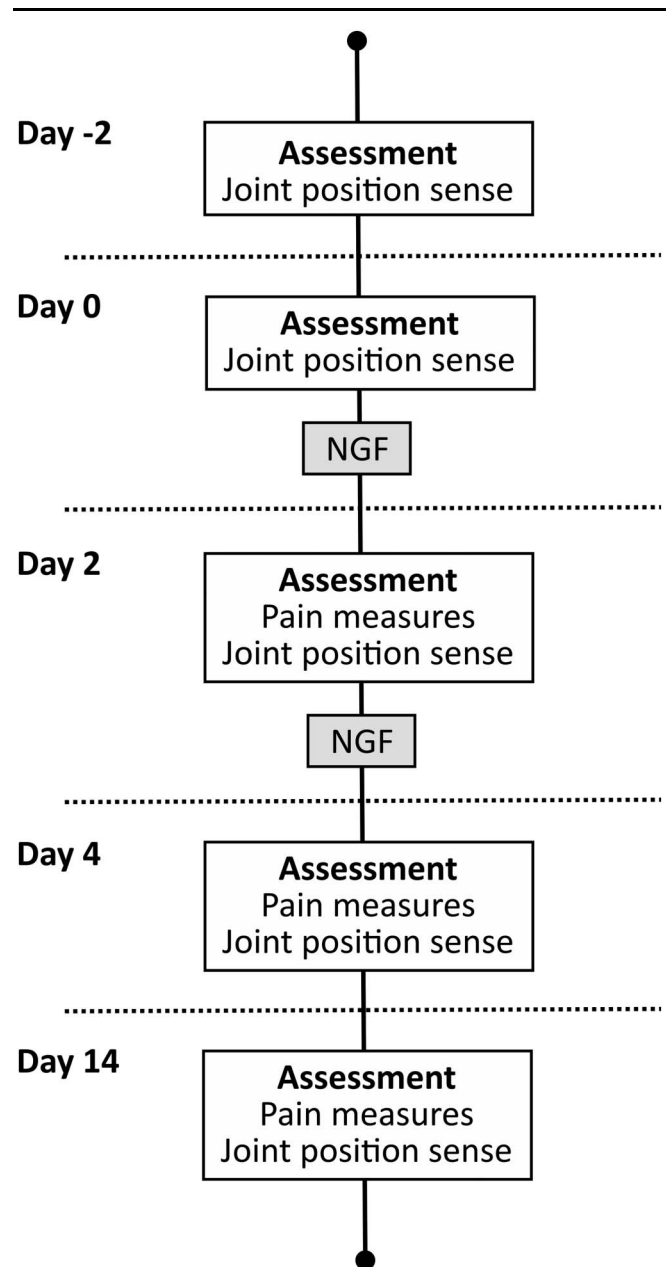 Day -2
Assessment
Joint position sense
Day 0
Assessment
Joint position sense
NGF
Day 2
Assessment
Pain measures
Joint position sense
NGF
Day 4
Assessment
Pain measures
Joint position sense
Day 14
Assessment
Pain measures
Joint position sense